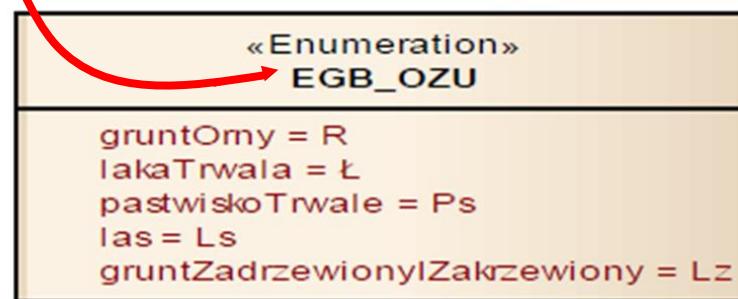 «Enumeration»
EGB_OZU
gruntOrny = R
lakaTrwala = Ł
pastwiskoTrwale = Ps
las = Ls
gruntZadrzewionyIZakrzewiony = Lz